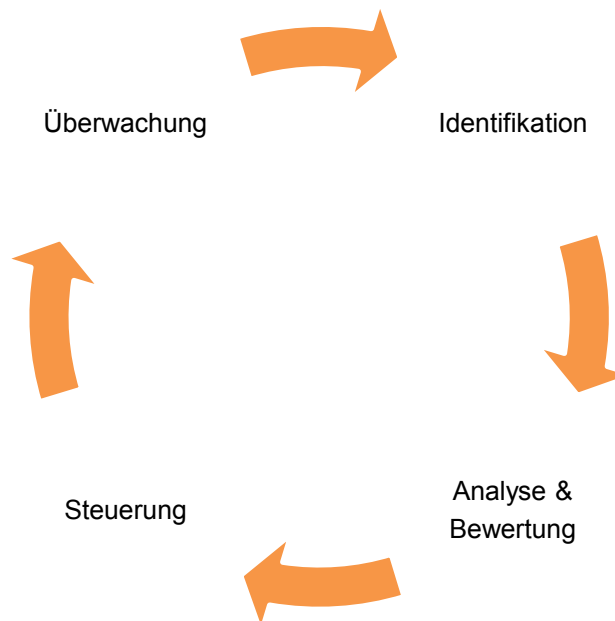 Überwachung
Identifikation
Steuerung
Analyse &
Bewertung